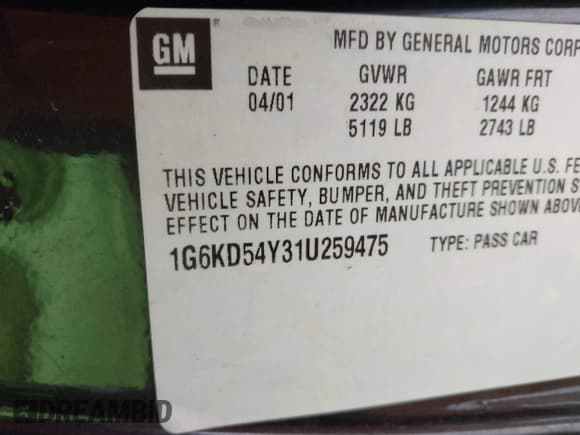 GM
MFD BY GENERAL MOTORS CORP
DATE GVWR GAWR FRT
04/01 2322 KG 1244 KG
5119 LB 2743 LB
THIS VEHICLE CONFORMS TO ALL APPLICABLE U.S. FE
VEHICLE SAFETY, BUMPER, AND THEFT PREVENTION S
EFFECT ON THE DATE OF MANUFACTURE SHOWN ABOV
1G6KD54Y31U259475 TYPE: PASS CAR
DREAMBID